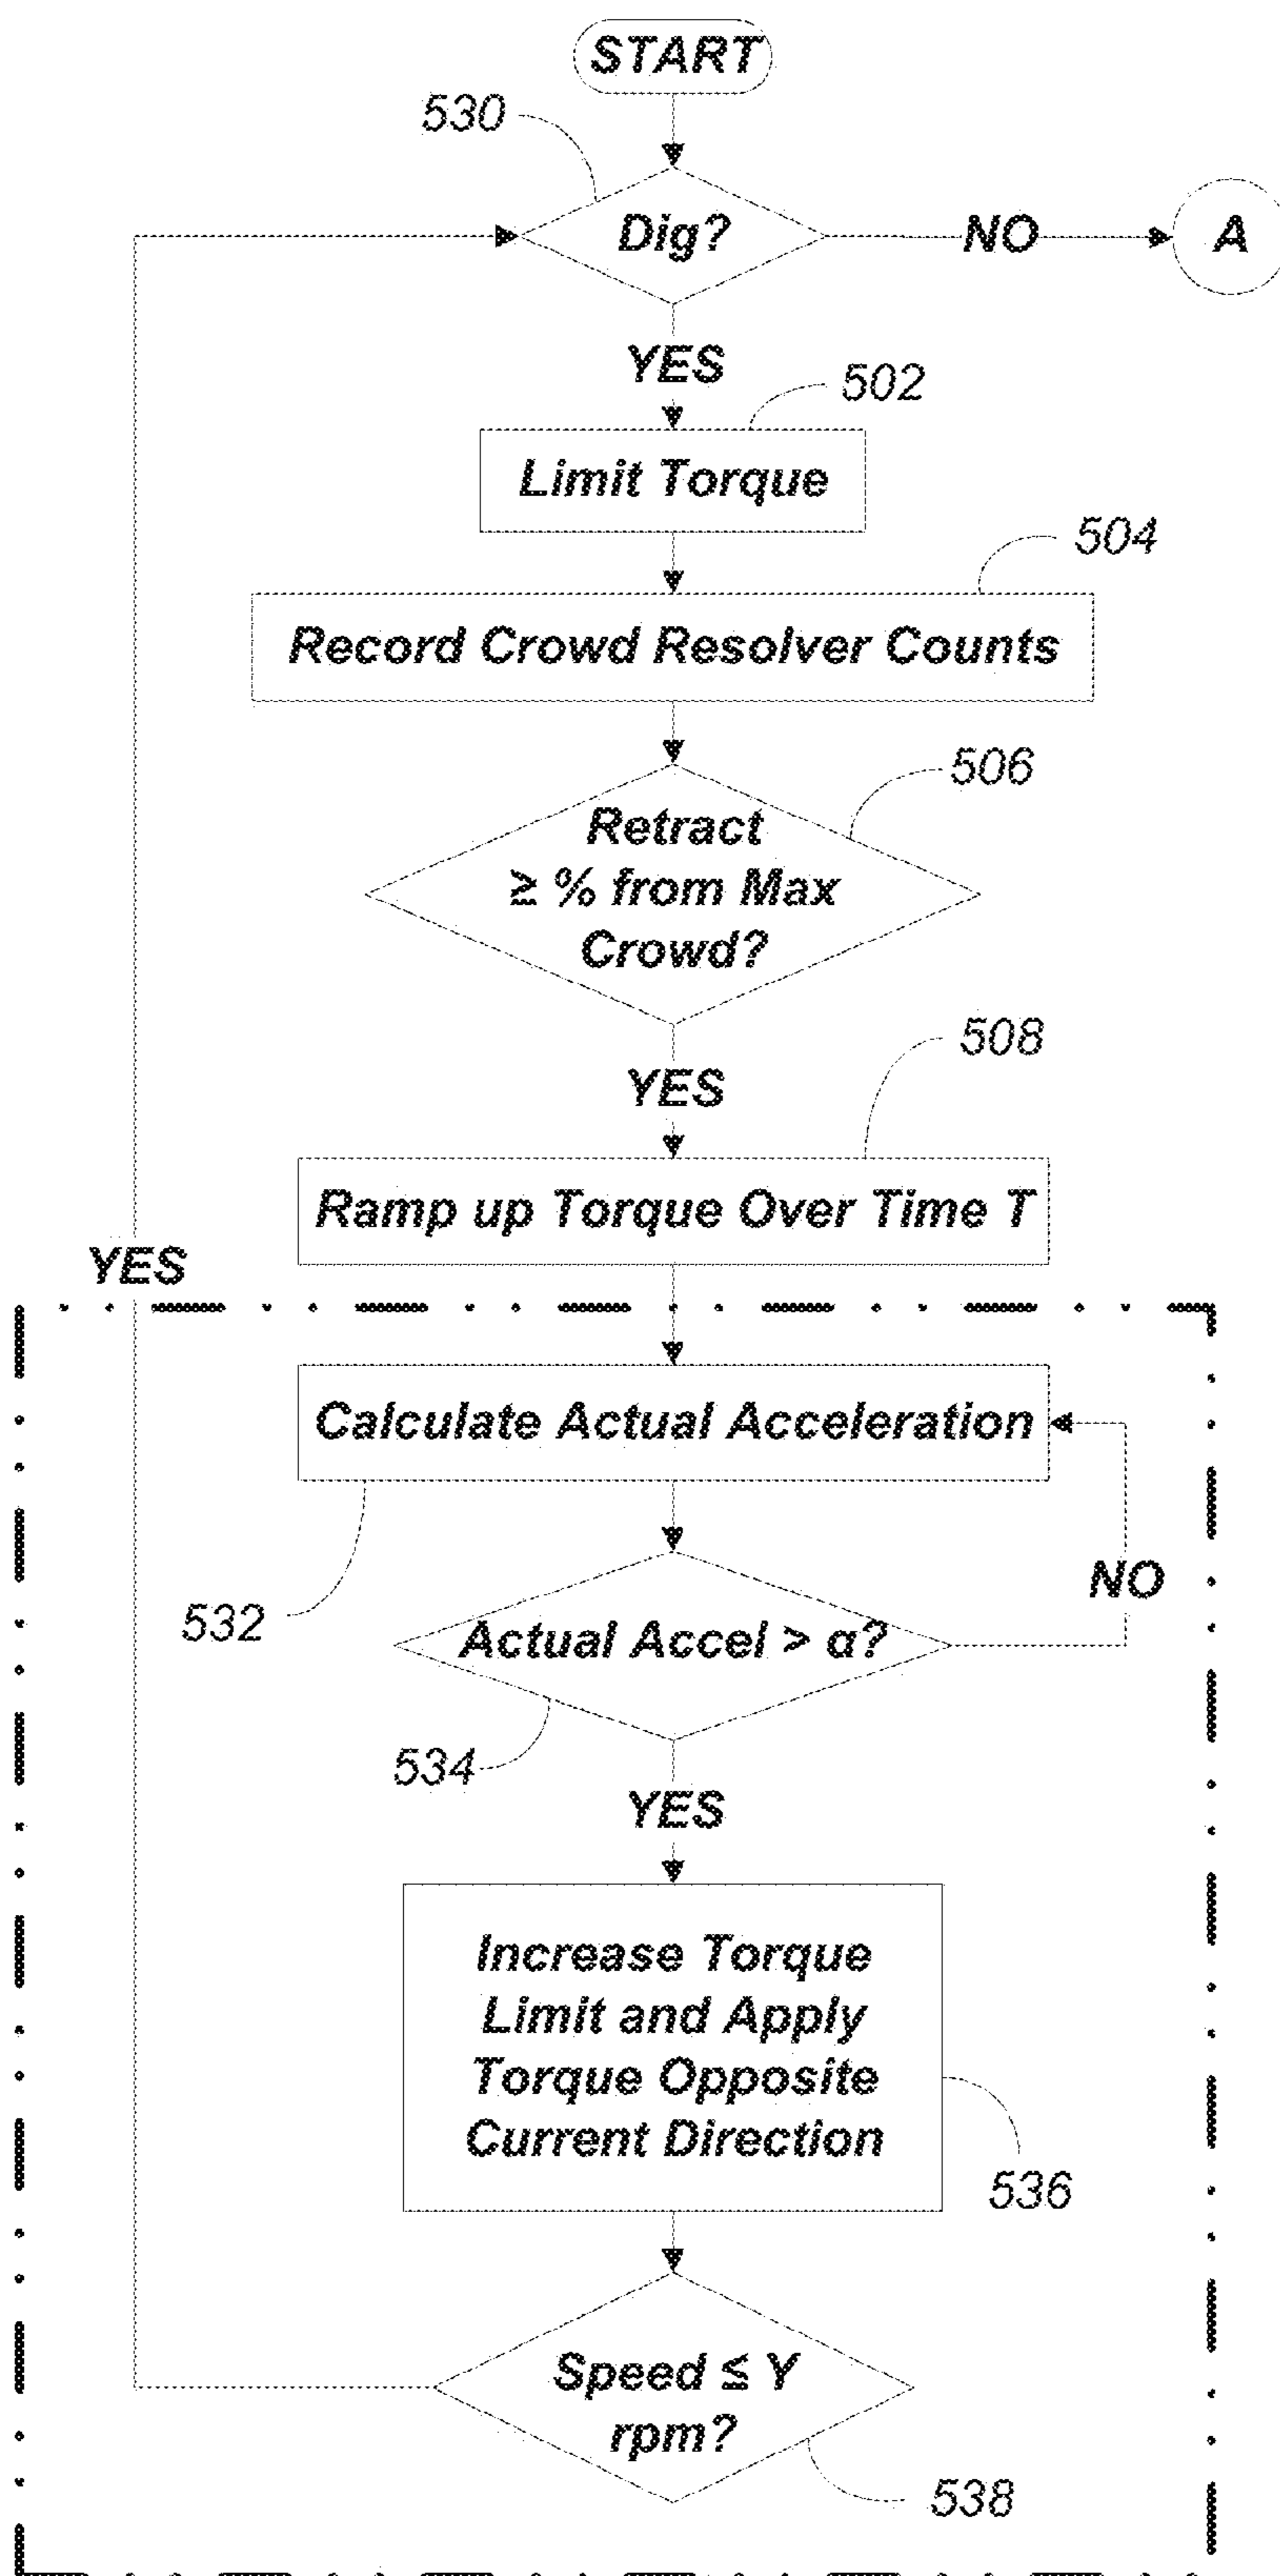 START
530
Dig?
NO
A
YES
502
Limit Torque
504
Record Crowd Resolver Counts
506
Retract
≥ % from Max
Crowd?
YES
508
Ramp up Torque Over Time T
YES
Calculate Actual Acceleration
NO
532
Actual Accel > α?
534
YES
Increase Torque
Limit and Apply
Torque Opposite
Current Direction
536
Speed ≤ Y
rpm?
538